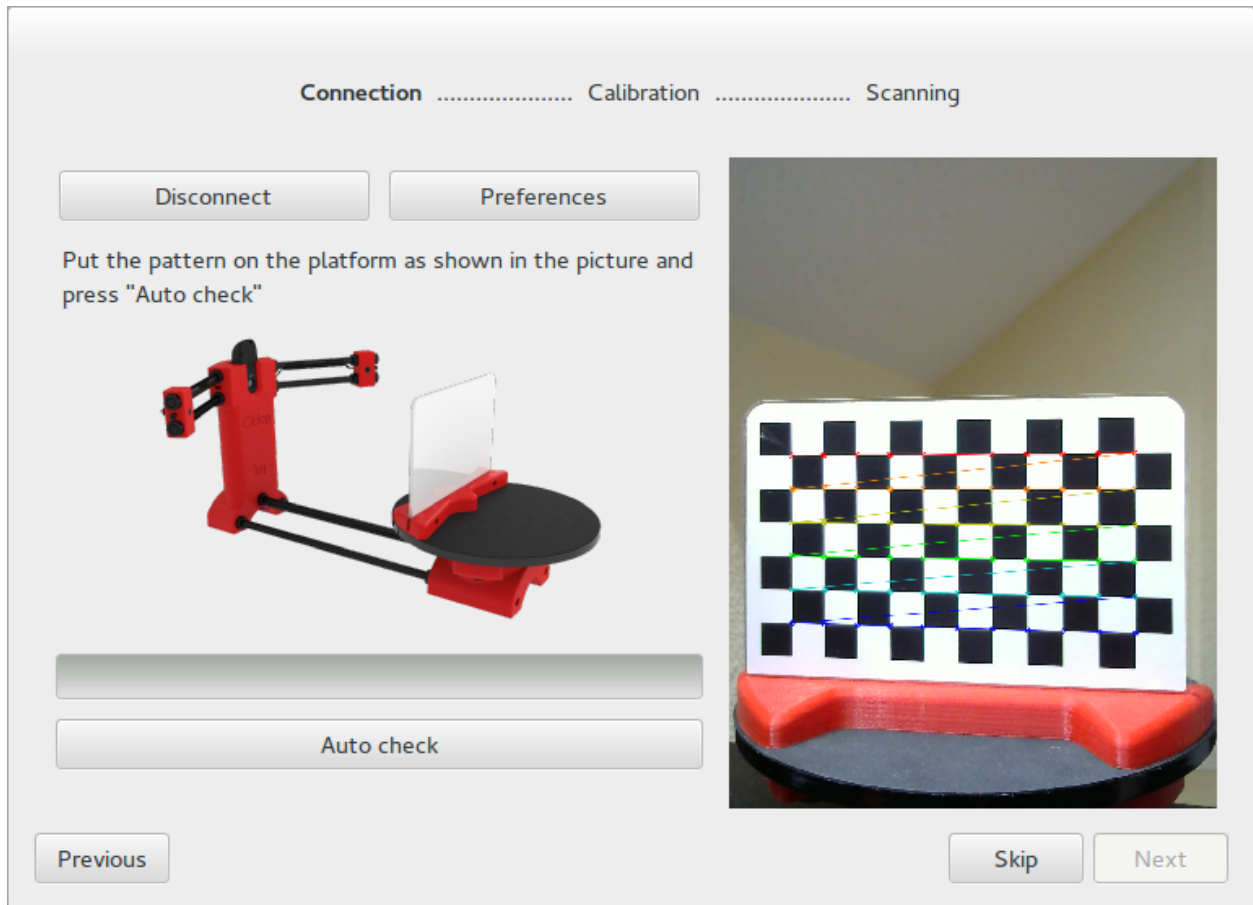 Connection ..................... Calibration ..................... Scanning
Disconnect
Preferences
Put the pattern on the platform as shown in the picture and
press "Auto check"
Ciclop
Auto check
Previous
Skip
Next